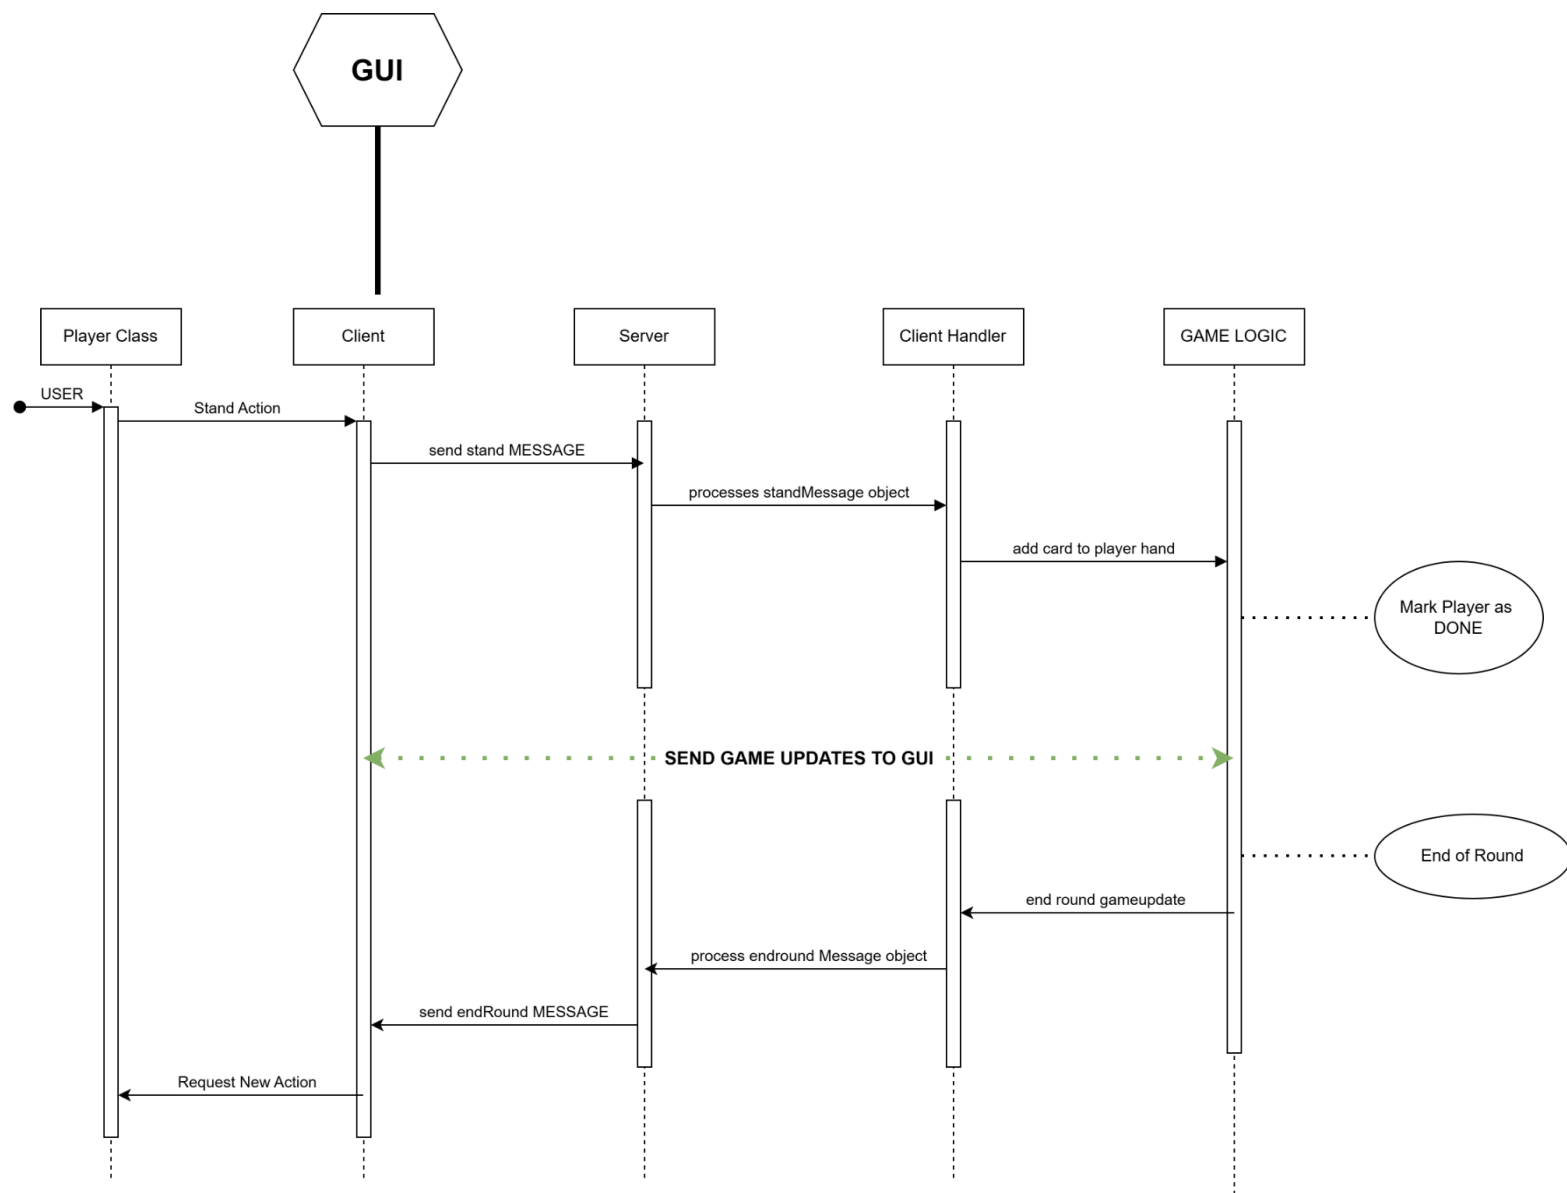 GUI
Player Class
Client
Server
Client Handler
GAME LOGIC
USER
Stand Action
send stand MESSAGE
processes standMessage object
add card to player hand
Mark Player as
DONE
SEND GAME UPDATES TO GUI
End of Round
end round gameupdate
process endround Message object
send endRound MESSAGE
Request New Action